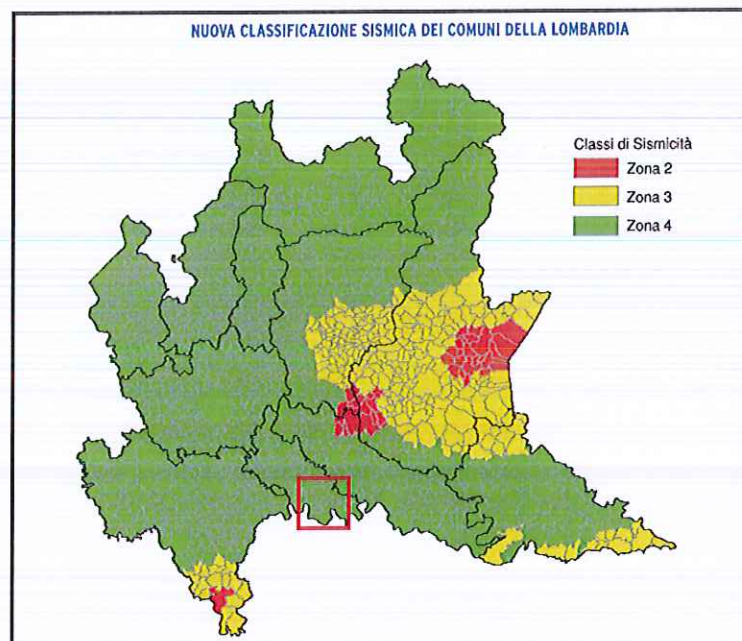 NUOVA CLASSIFICAZIONE SISMICA DEI COMUNI DELLA LOMBARDIA
Classi di Sismicità
Zona 2
Zona 3
Zona 4